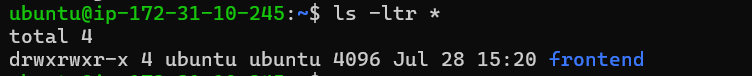 ubuntu@ip-172-31-10-245:~$ ls -ltr *
total 4
drwxrwxr-x 4 ubuntu ubuntu 4096 Jul 28 15:20 frontend